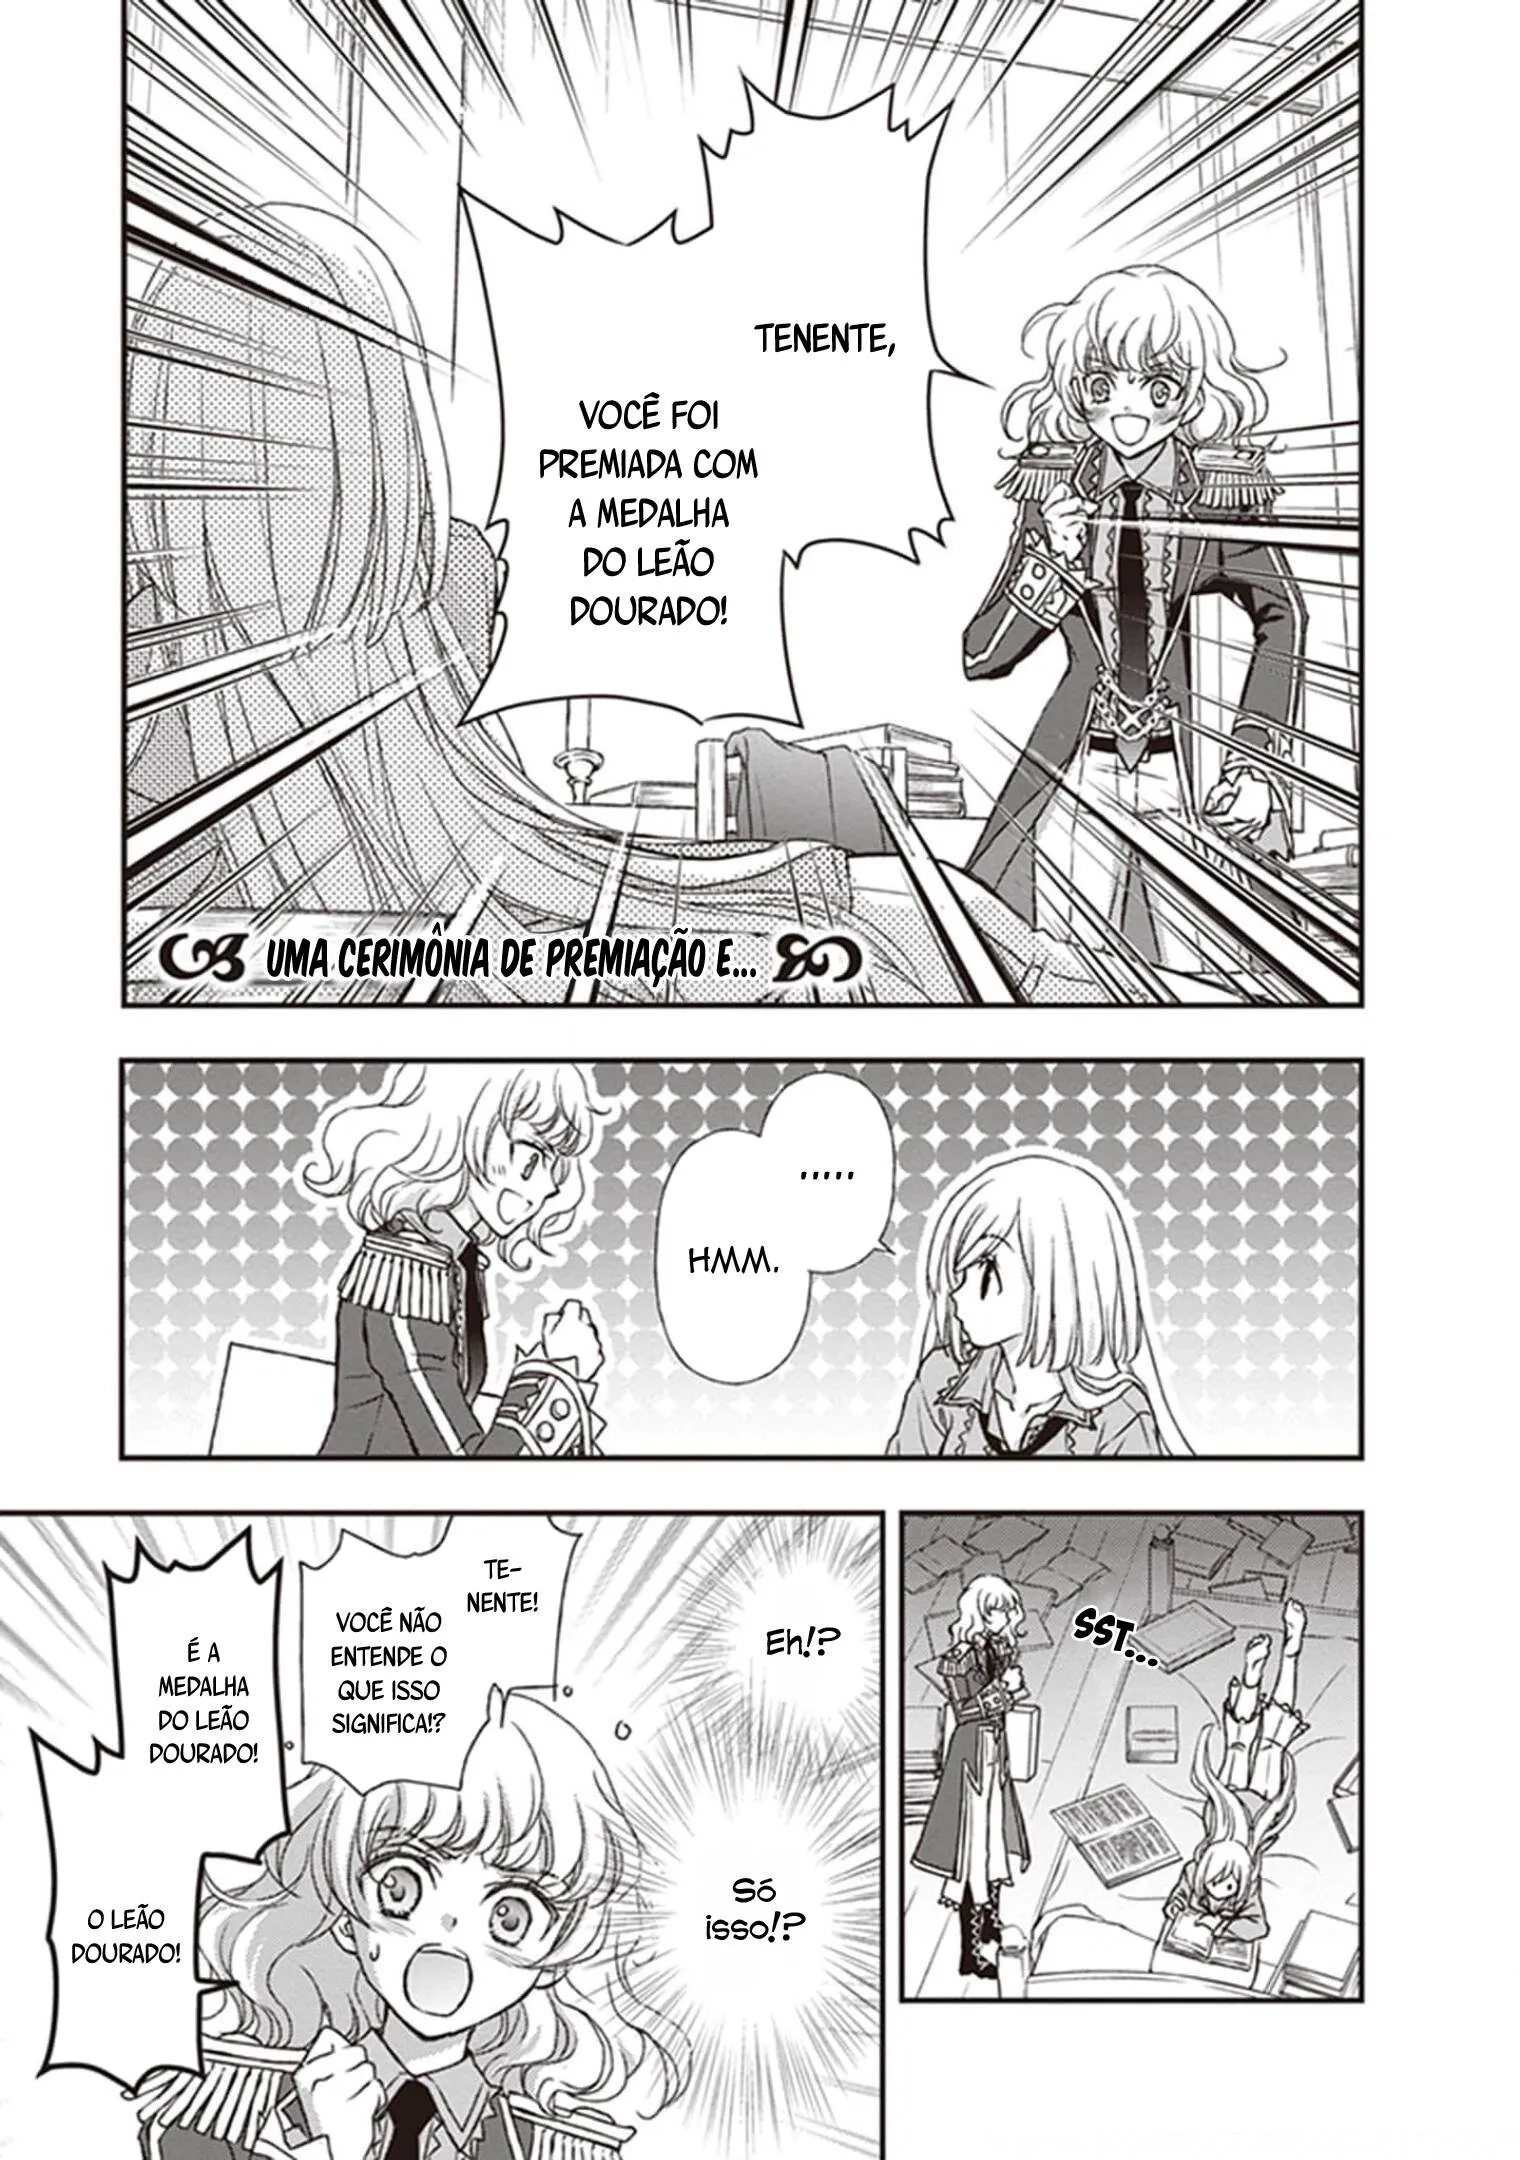 TENENTE,
VOCÊ FOI
PREMIADA COM
A MEDALHA
DO LEÃO
DOURADO!
UMA CERIMÔNIA DE PREMIAÇÃO E...
.....
HMM.
SST...
Eh!?
Só
isso!?
TE-
NENTE!
VOCÊ NÃO
ENTENDE O
QUE ISSO
SIGNIFICA!?
É A
MEDALHA
DO LEÃO
DOURADO!
O LEÃO
DOURADO!